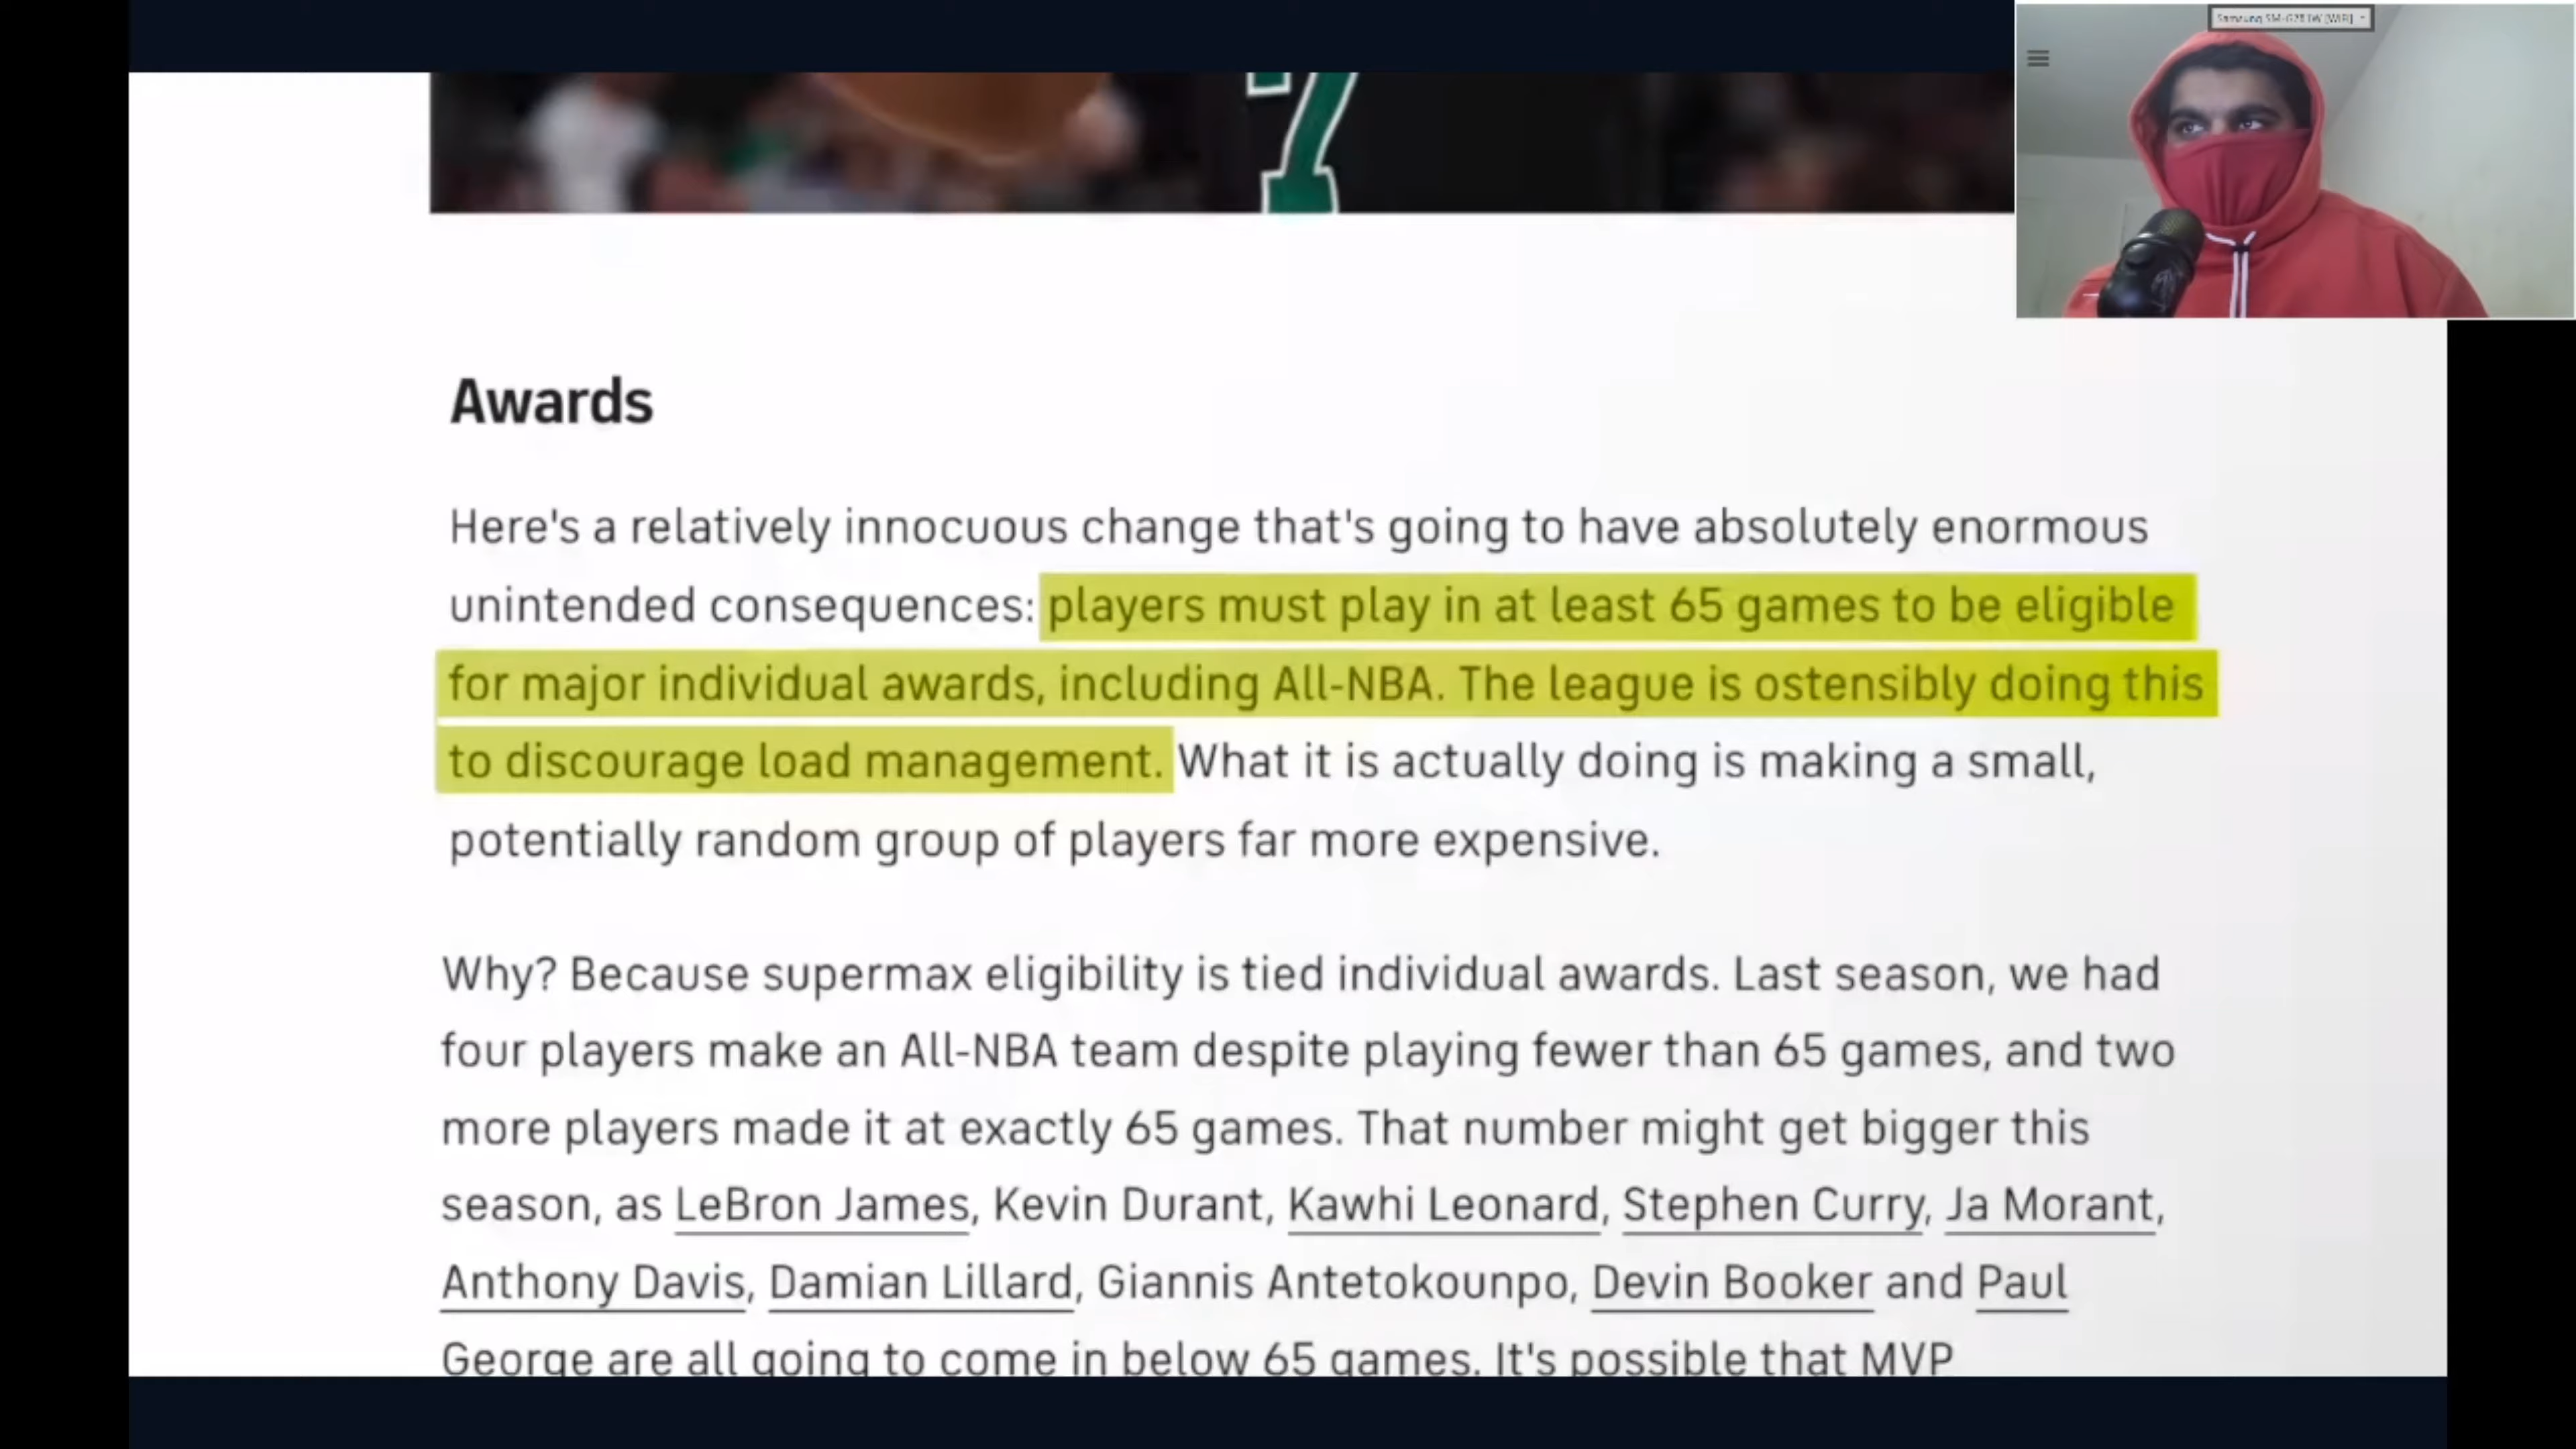 Samsung SM-G781W [WiFi]
7
Awards
Here's a relatively innocuous change that's going to have absolutely enormous
unintended consequences: players must play in at least 65 games to be eligible
for major individual awards, including All-NBA. The league is ostensibly doing this
to discourage load management. What it is actually doing is making a small,
potentially random group of players far more expensive.
Why? Because supermax eligibility is tied individual awards. Last season, we had
four players make an All-NBA team despite playing fewer than 65 games, and two
more players made it at exactly 65 games. That number might get bigger this
season, as LeBron James, Kevin Durant, Kawhi Leonard, Stephen Curry, Ja Morant,
Anthony Davis, Damian Lillard, Giannis Antetokounpo, Devin Booker and Paul
George are all going to come in below 65 games. It's possible that MVP